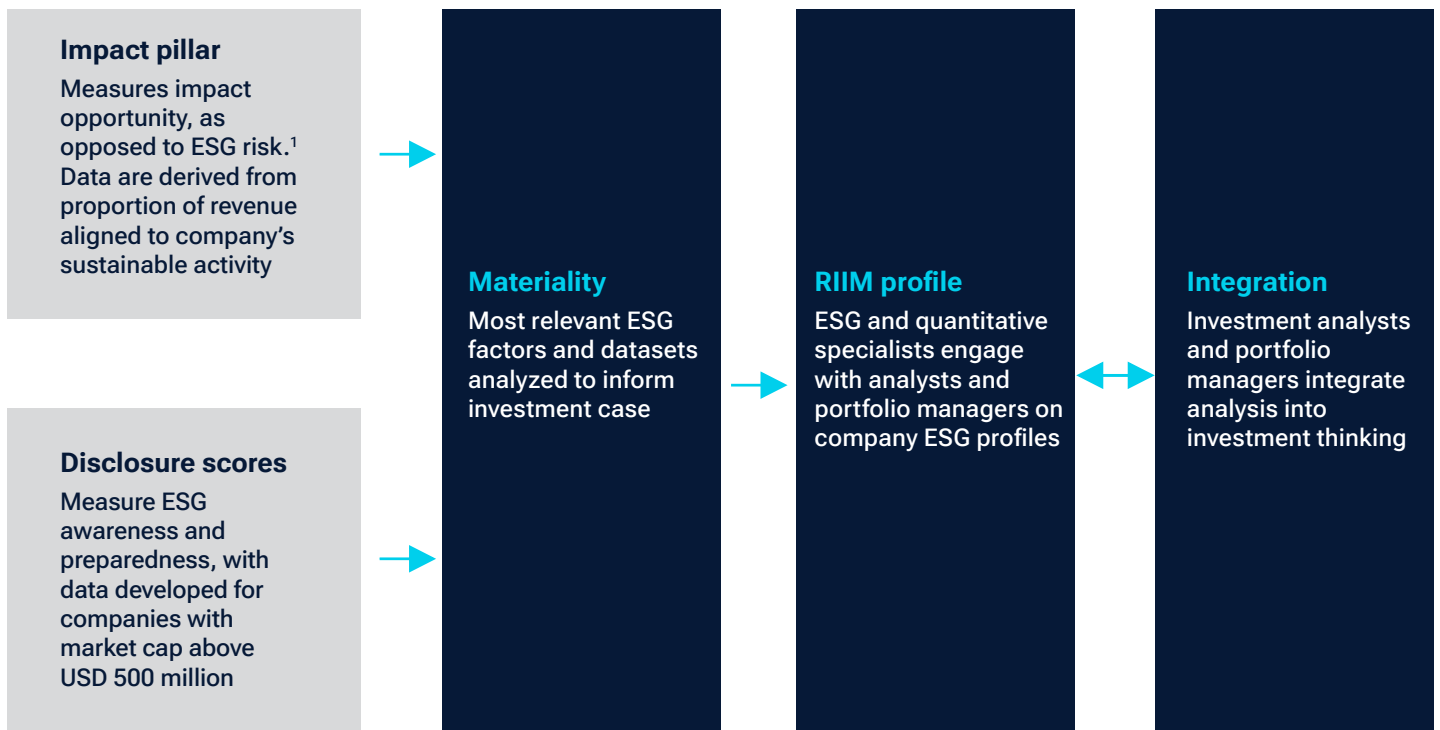 Impact pillar
Measures impact
opportunity, as
opposed to ESG risk.¹
Data are derived from
proportion of revenue
aligned to company’s
sustainable activity
Disclosure scores
Measure ESG
awareness and
preparedness, with
data developed for
companies with
market cap above
USD 500 million
Materiality
Most relevant ESG
factors and datasets
analyzed to inform
investment case
RIIM profile
ESG and quantitative
specialists engage
with analysts and
portfolio managers on
company ESG profiles
Integration
Investment analysts
and portfolio
managers integrate
analysis into
investment thinking